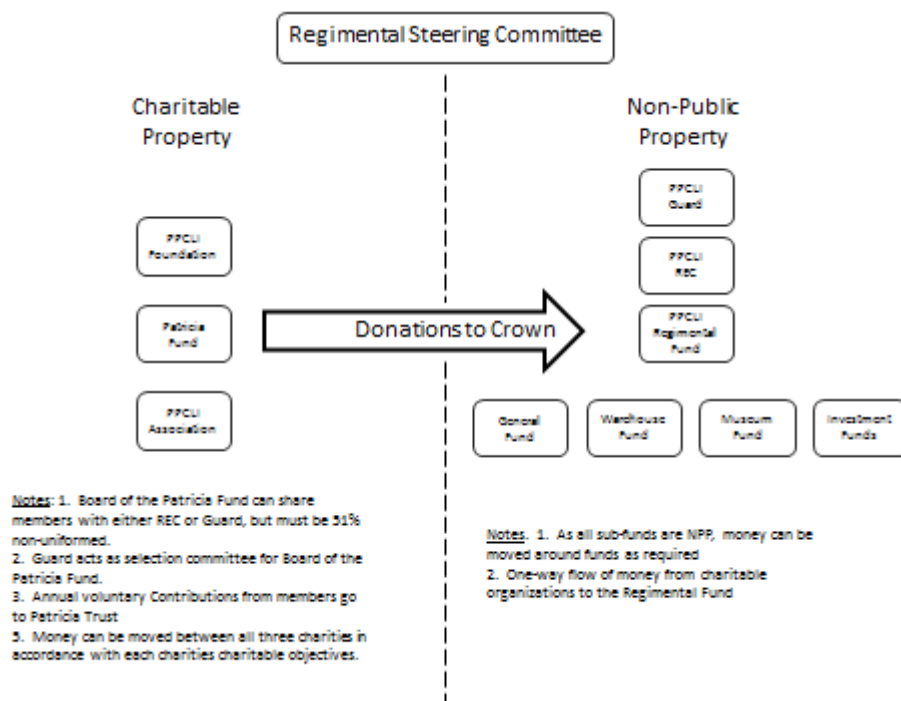 Regimental Steering Committee
Charitable
Property
Non-Public
Property
PPCLI
Guard
PPCLI
REC
PPCLI
Regimental
Fund
PPCLI
Foundation
Patricia
Fund
PPCLI
Association
Donations to Crown
General
Fund
Warehouse
Fund
Museum
Fund
Investment
Funds
Notes: 1. Board of the Patricia Fund can share
members with either REC or Guard, but must be 51%
non-uniformed.
2. Guard acts as selection committee for Board of the
Patricia Fund.
3. Annual voluntary Contributions from members go
to Patricia Trust
5. Money can be moved between all three charities in
accordance with each charities charitable objectives.
Notes. 1. As all sub-funds are NPP, money can be
moved around funds as required
2. One-way flow of money from charitable
organizations to the Regimental Fund